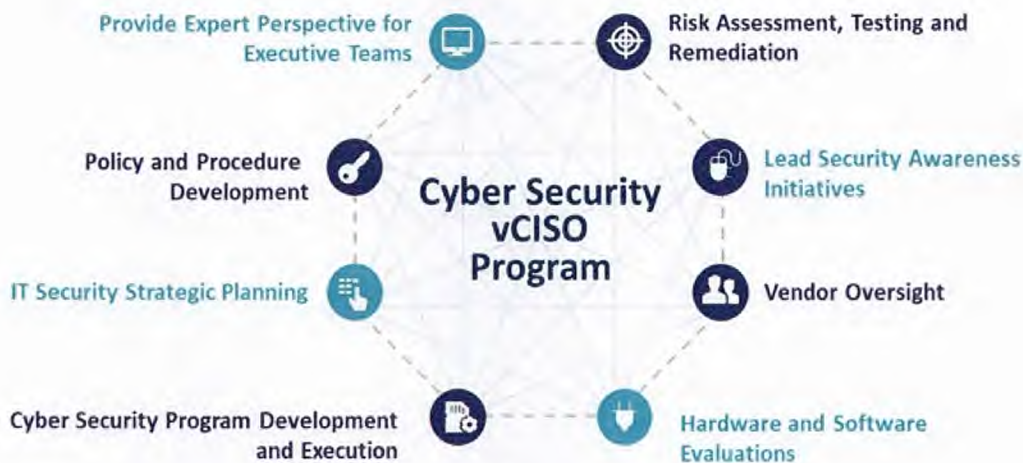 Provide Expert Perspective for
Executive Teams
Risk Assessment, Testing and
Remediation
Policy and Procedure
Development
Lead Security Awareness
Initiatives
Cyber Security
vCISO
Program
IT Security Strategic Planning
Vendor Oversight
Cyber Security Program Development
and Execution
Hardware and Software
Evaluations